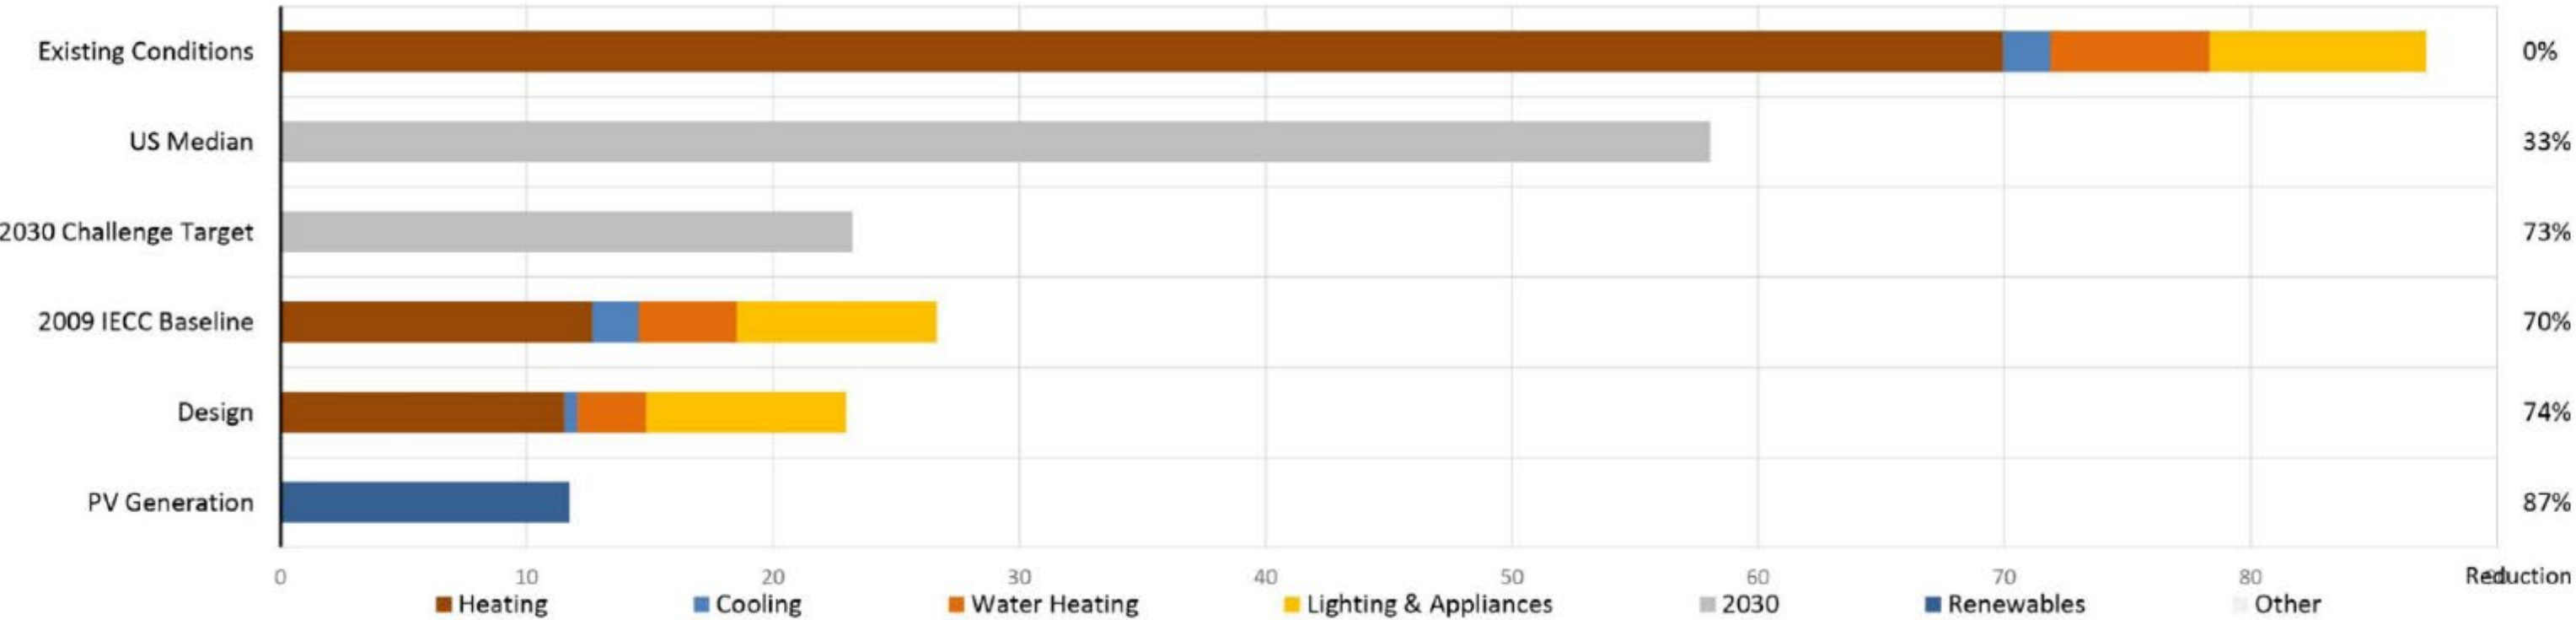 Existing Conditions 0%
US Median 33%
2030 Challenge Target 73%
2009 IECC Baseline 70%
Design 74%
PV Generation 87%
0 10 20 30 40 50 60 70 80 Reduction
Heating Cooling Water Heating Lighting & Appliances 2030 Renewables Other